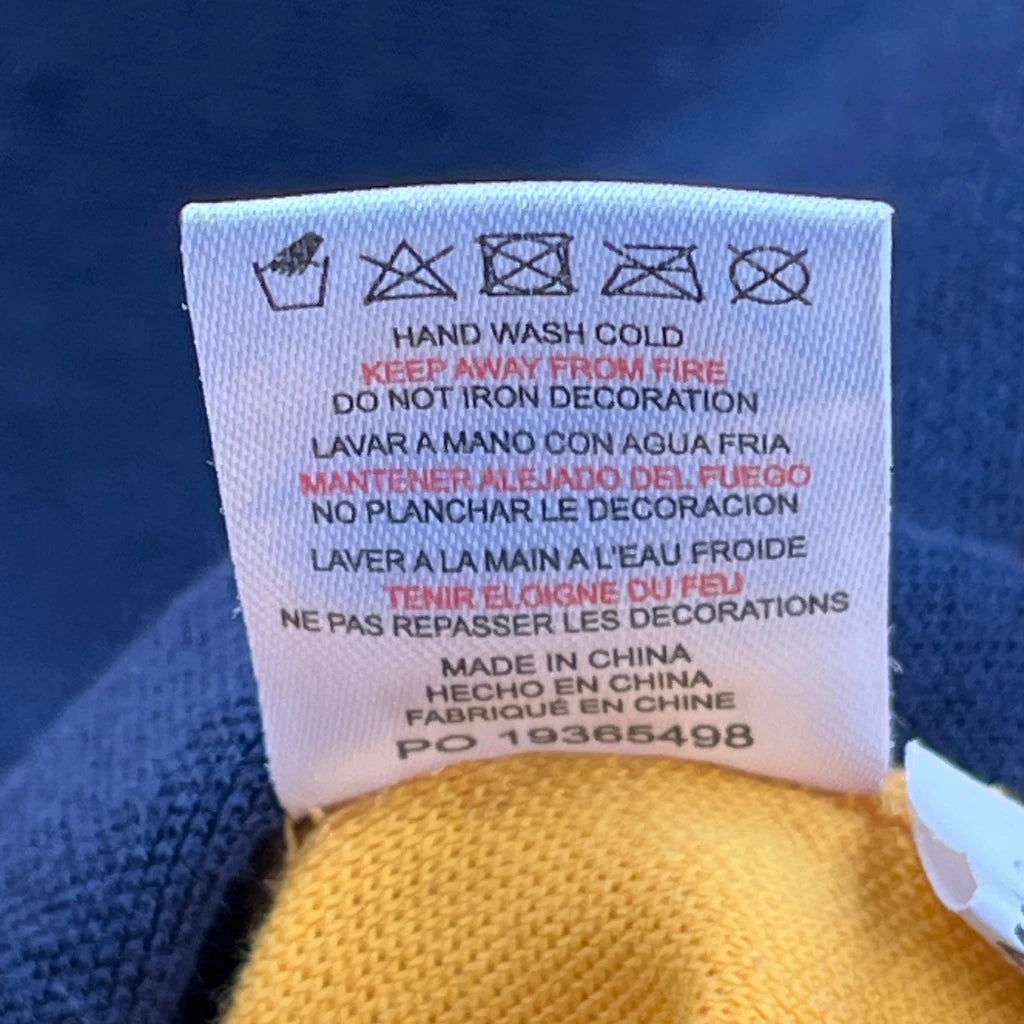 HAND WASH COLD
KEEP AWAY FROM FIRE
DO NOT IRON DECORATION
LAVAR A MANO CON AGUA FRIA
MANTENER ALEJADO DEL FUEGO
NO PLANCHAR LE DECORACION
LAVER A LA MAIN A L'EAU FROIDE
TENIR ELOIGNE DU FEU
NE PAS REPASSER LES DECORATIONS
MADE IN CHINA
HECHO EN CHINA
FABRIQUÉ EN CHINE
PO 19365498